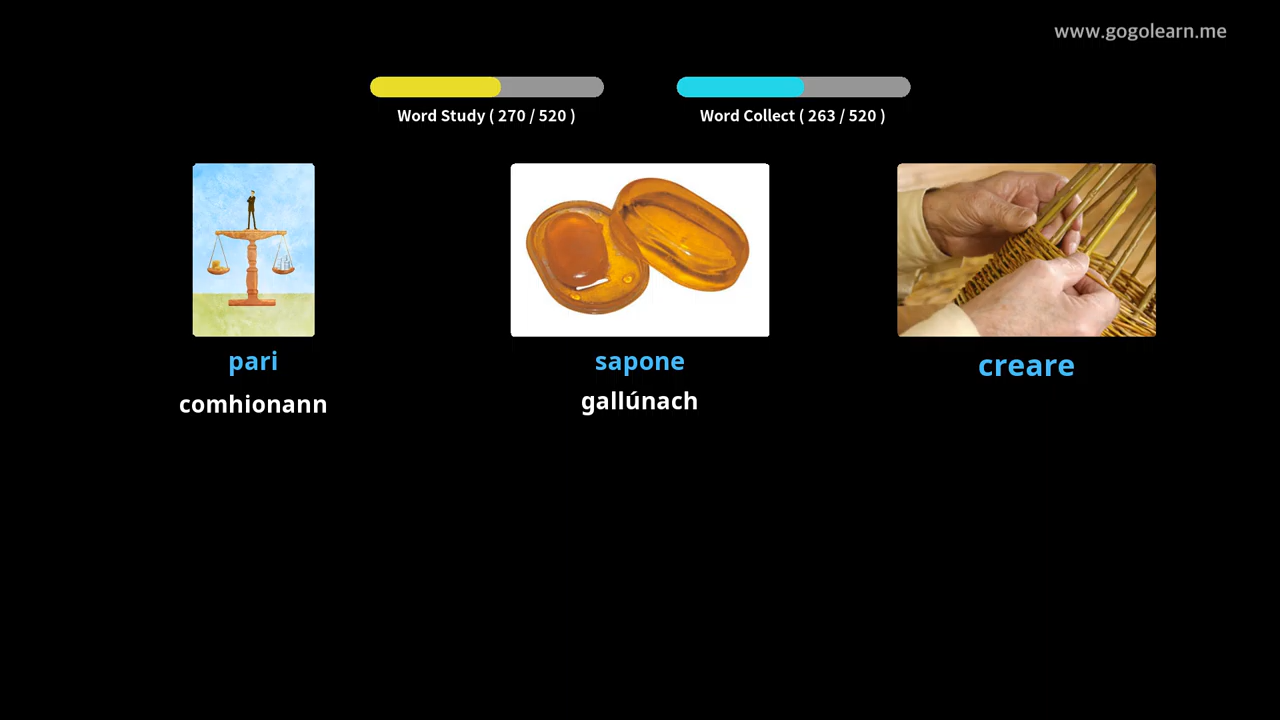 www.gogolearn.me
Word Study ( 270 / 520 )
Word Collect ( 263 / 520 )
pari
comhionann
sapone
gallúnach
creare